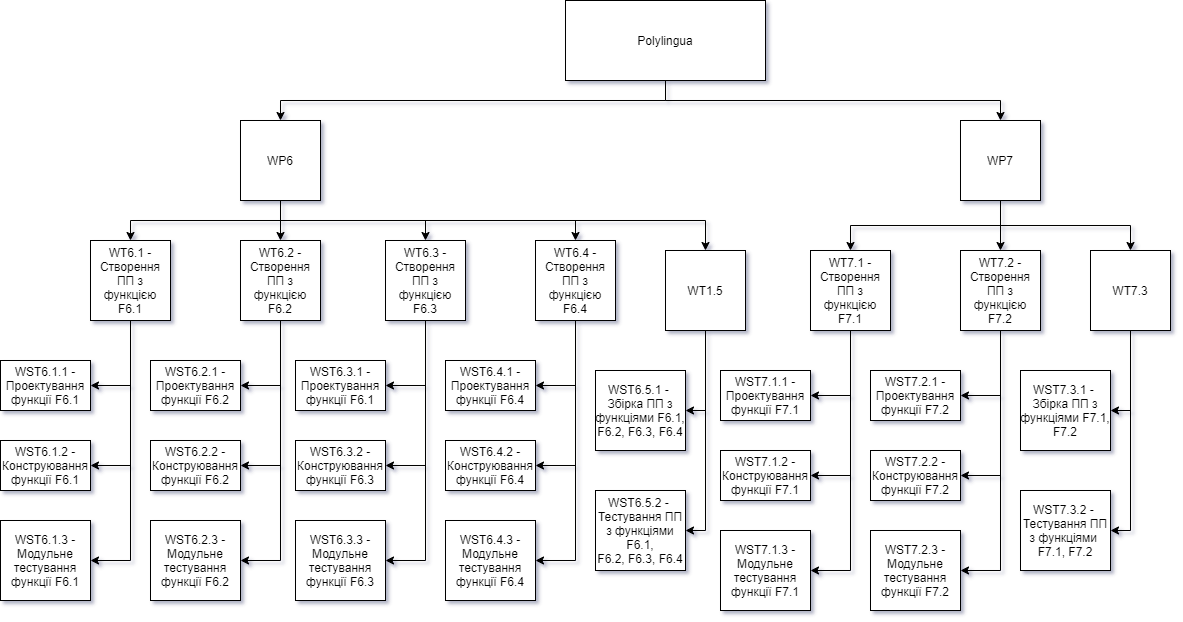 Polylingua
WP6
WP7
WT6.1 -
Створення
ПП з
функцією
F6.1
WT6.2 -
Створення
ПП з
функцією
F6.2
WT6.3 -
Створення
ПП з
функцією
F6.3
WT6.4 -
Створення
ПП з
функцією
F6.4
WT1.5
WT7.1 -
Створення
ПП з
функцією
F7.1
WT7.2 -
Створення
ПП з
функцією
F7.2
WT7.3
WST6.1.1 -
Проектування
функції F6.1
WST6.2.1 -
Проектування
функції F6.2
WST6.3.1 -
Проектування
функції F6.1
WST6.4.1 -
Проектування
функції F6.4
WST6.5.1 -
Збірка ПП з
функціями F6.1,
F6.2, F6.3, F6.4
WST7.1.1 -
Проектування
функції F7.1
WST7.2.1 -
Проектування
функції F7.2
WST7.3.1 -
Збірка ПП з
функціями F7.1,
F7.2
WST6.1.2 -
Конструювання
функції F6.1
WST6.2.2 -
Конструювання
функції F6.2
WST6.3.2 -
Конструювання
функції F6.3
WST6.4.2 -
Конструювання
функції F6.4
WST7.1.2 -
Конструювання
функції F7.1
WST7.2.2 -
Конструювання
функції F7.2
WST6.1.3 -
Модульне
тестування
функції F6.1
WST6.2.3 -
Модульне
тестування
функції F6.2
WST6.3.3 -
Модульне
тестування
функції F6.3
WST6.4.3 -
Модульне
тестування
функції F6.4
WST6.5.2 -
Тестування ПП
з функціями
F6.1,
F6.2, F6.3, F6.4
WST7.1.3 -
Модульне
тестування
функції F7.1
WST7.2.3 -
Модульне
тестування
функції F7.2
WST7.3.2 -
Тестування ПП
з функціями
F7.1, F7.2